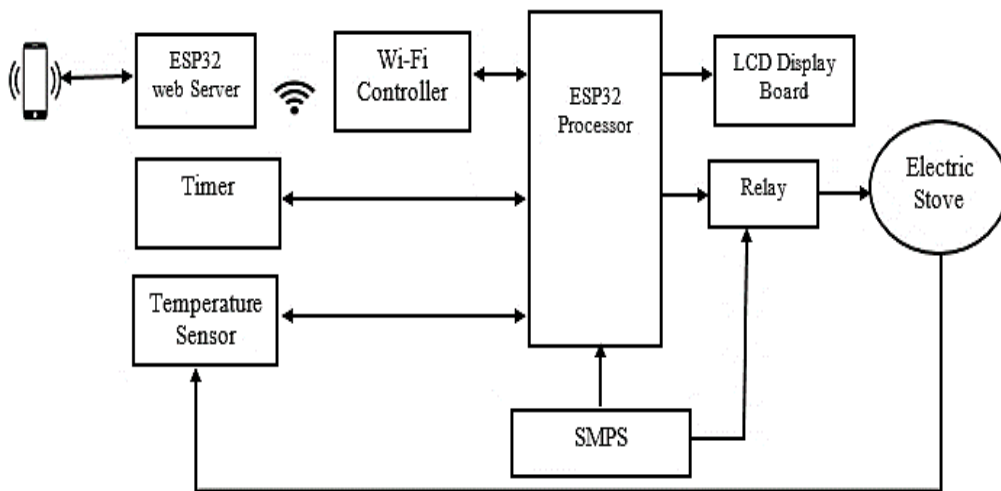 ESP32
web Server
Wi-Fi
Controller
ESP32
Processor
LCD Display
Board
Timer
Relay
Electric
Stove
Temperature
Sensor
SMPS